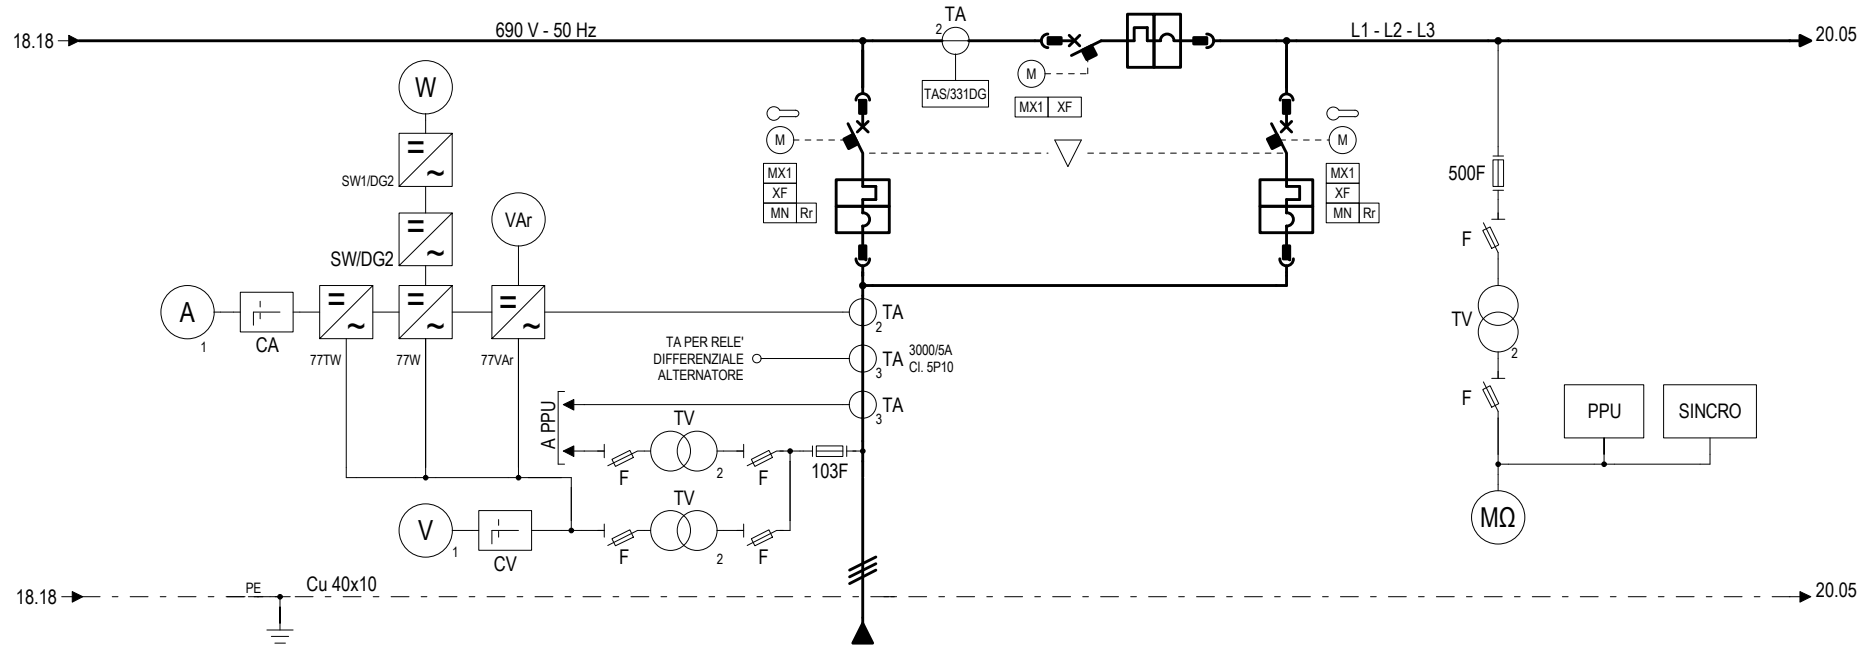 18.18
690 V - 50 Hz
TA
2
L1 - L2 - L3
20.05
M
TAS/331DG
MX1 XF
W
SW1/DG2
M
MX1
XF
MN Rr
M
MX1
XF
MN Rr
500F
F
VAr
SW/DG2
A
1
CA
77TW
77W
77VAr
TA
2
TA PER RELE'
DIFFERENZIALE
ALTERNATORE
TA
3
3000/5A
Cl. 5P10
TA
3
A PPU
TV
2
F
F
103F
TV
2
F
F
V
1
CV
TV
2
F
PPU
SINCRO
MΩ
18.18
PE
Cu 40x10
20.05